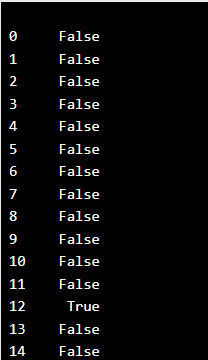 0 False
1 False
2 False
3 False
4 False
5 False
6 False
7 False
8 False
9 False
10 False
11 False
12 True
13 False
14 False